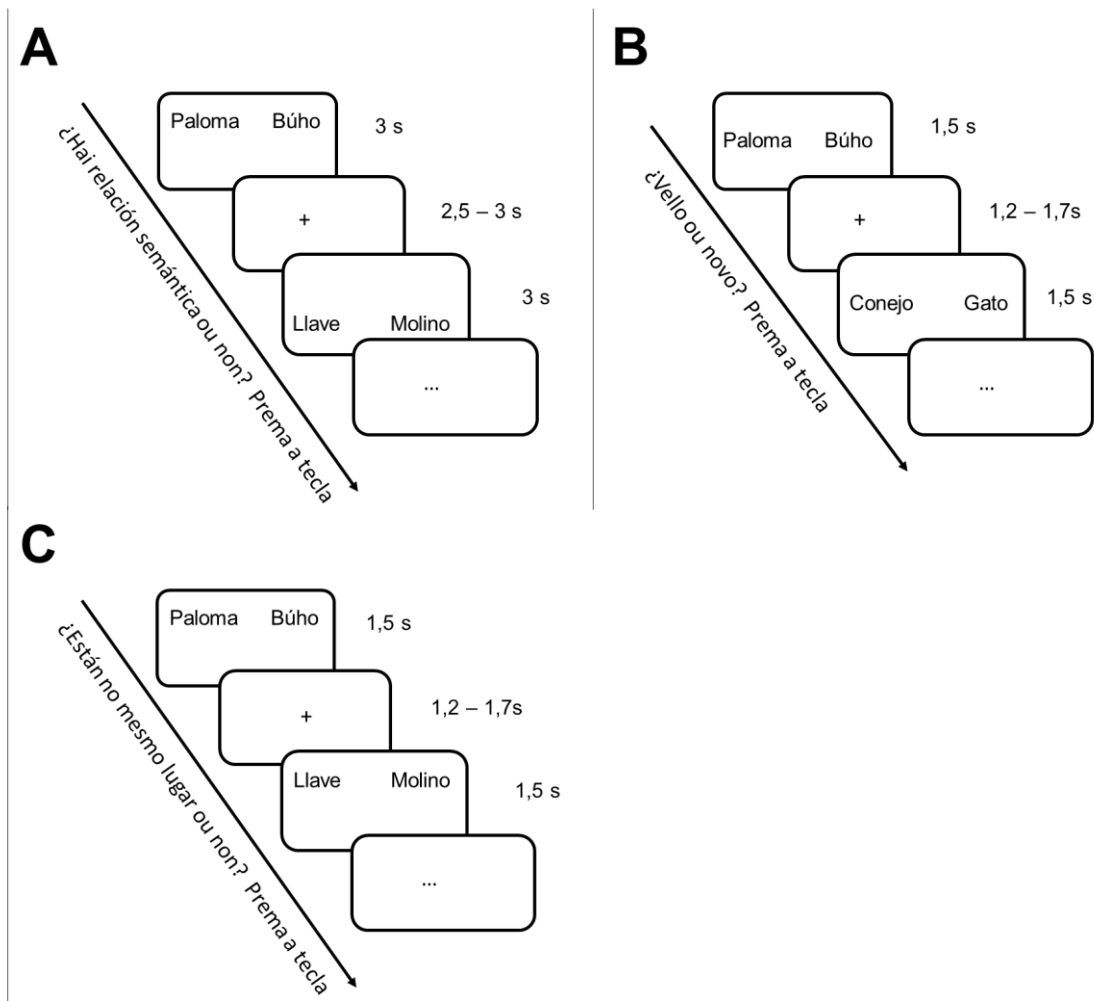 A
Paloma Búho
3 s
+
2,5 – 3 s
Llave Molino
3 s
...
¿Hai relación semántica ou non? Prema a tecla
B
Paloma Búho
1,5 s
+
1,2 – 1,7s
Conejo Gato
1,5 s
...
¿Vello ou novo? Prema a tecla
C
Paloma Búho
1,5 s
+
1,2 – 1,7s
Llave Molino
1,5 s
...
¿Están no mesmo lugar ou non? Prema a tecla